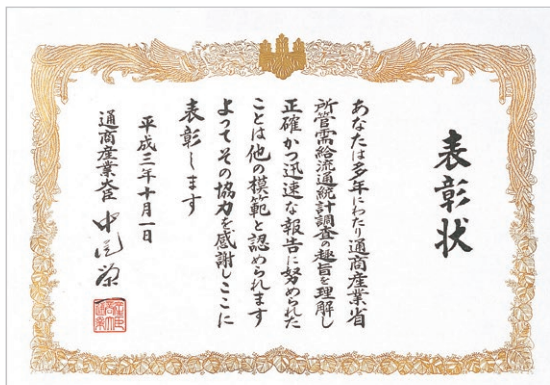 表彰状
あなたは多年にわたり通商産業省
所管需給流通統計調査の趣旨を理解し
正確かつ迅速な報告に努められた
ことは他の模範と認められます
よってその協力を感謝しここに
表彰します
平成三年十月一日
通商産業大臣 中尾栄